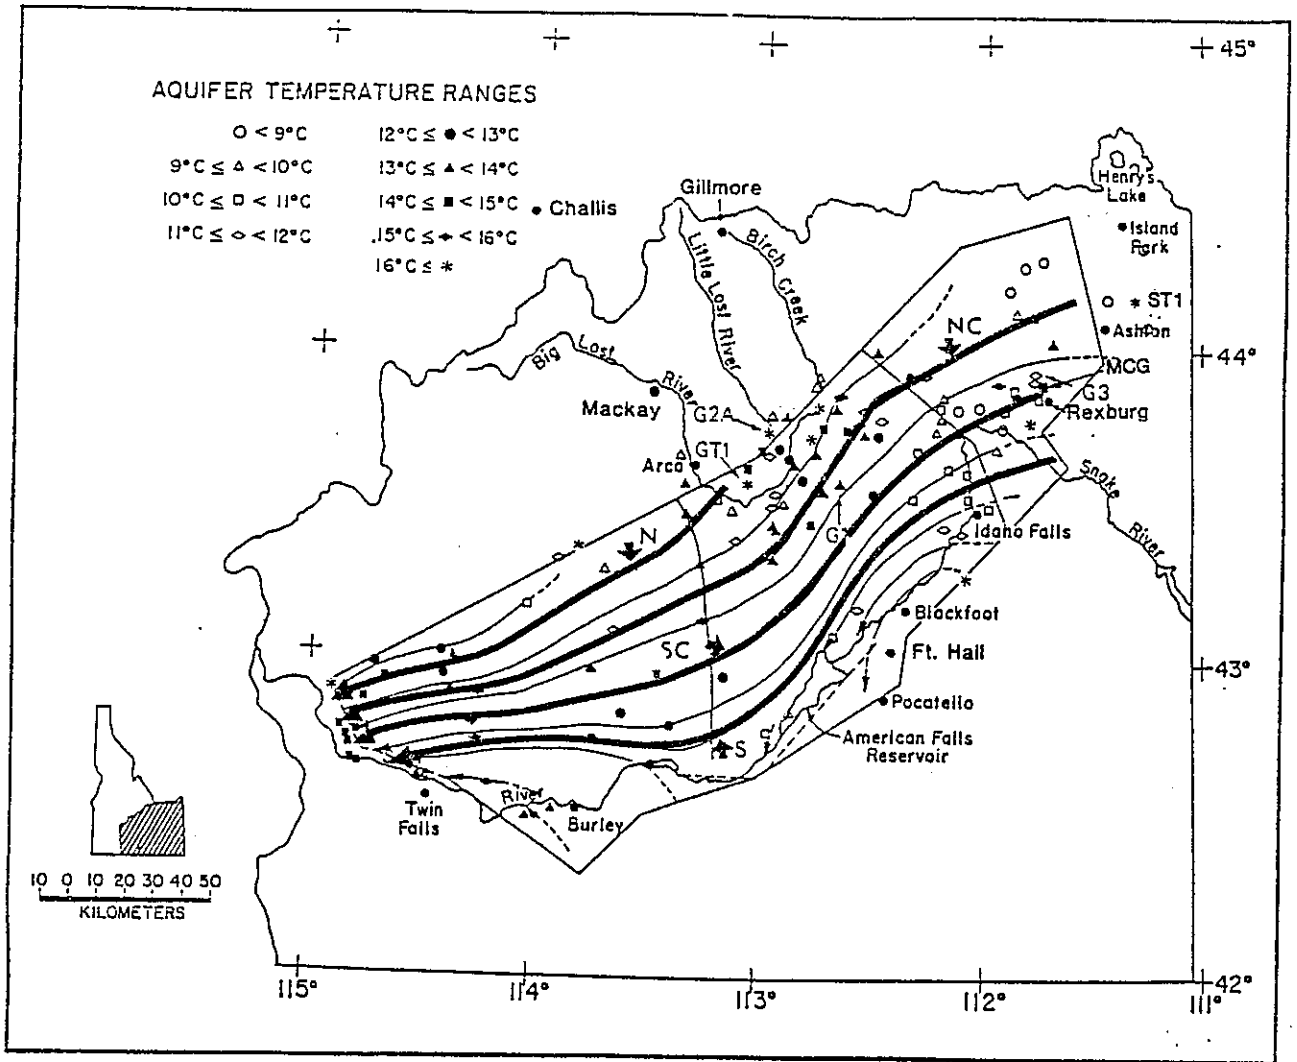 45°
AQUIFER TEMPERATURE RANGES
○ < 9°C
12°C ≤ ● < 13°C
9°C ≤ △ < 10°C
13°C ≤ ▲ < 14°C
10°C ≤ □ < 11°C
14°C ≤ ■ < 15°C
11°C ≤ ◇ < 12°C
15°C ≤ ◆ < 16°C
16°C ≤ *
Challis
Gillmore
Henry's
Lake
Island
Park
Birch Creek
Little Lost River
ST1
Ashton
44°
NC
MCG
Big Lost River
Mackay
G3
Rexburg
G2
GT1
Arco
Snake River
G
Idaho Falls
N
Blackfoot
SC
Ft. Hall
43°
Pocatello
S
American Falls
Reservoir
River
Twin
Falls
Burley
10 0 10 20 30 40 50
KILOMETERS
42°
115° 114° 113° 112° 111°